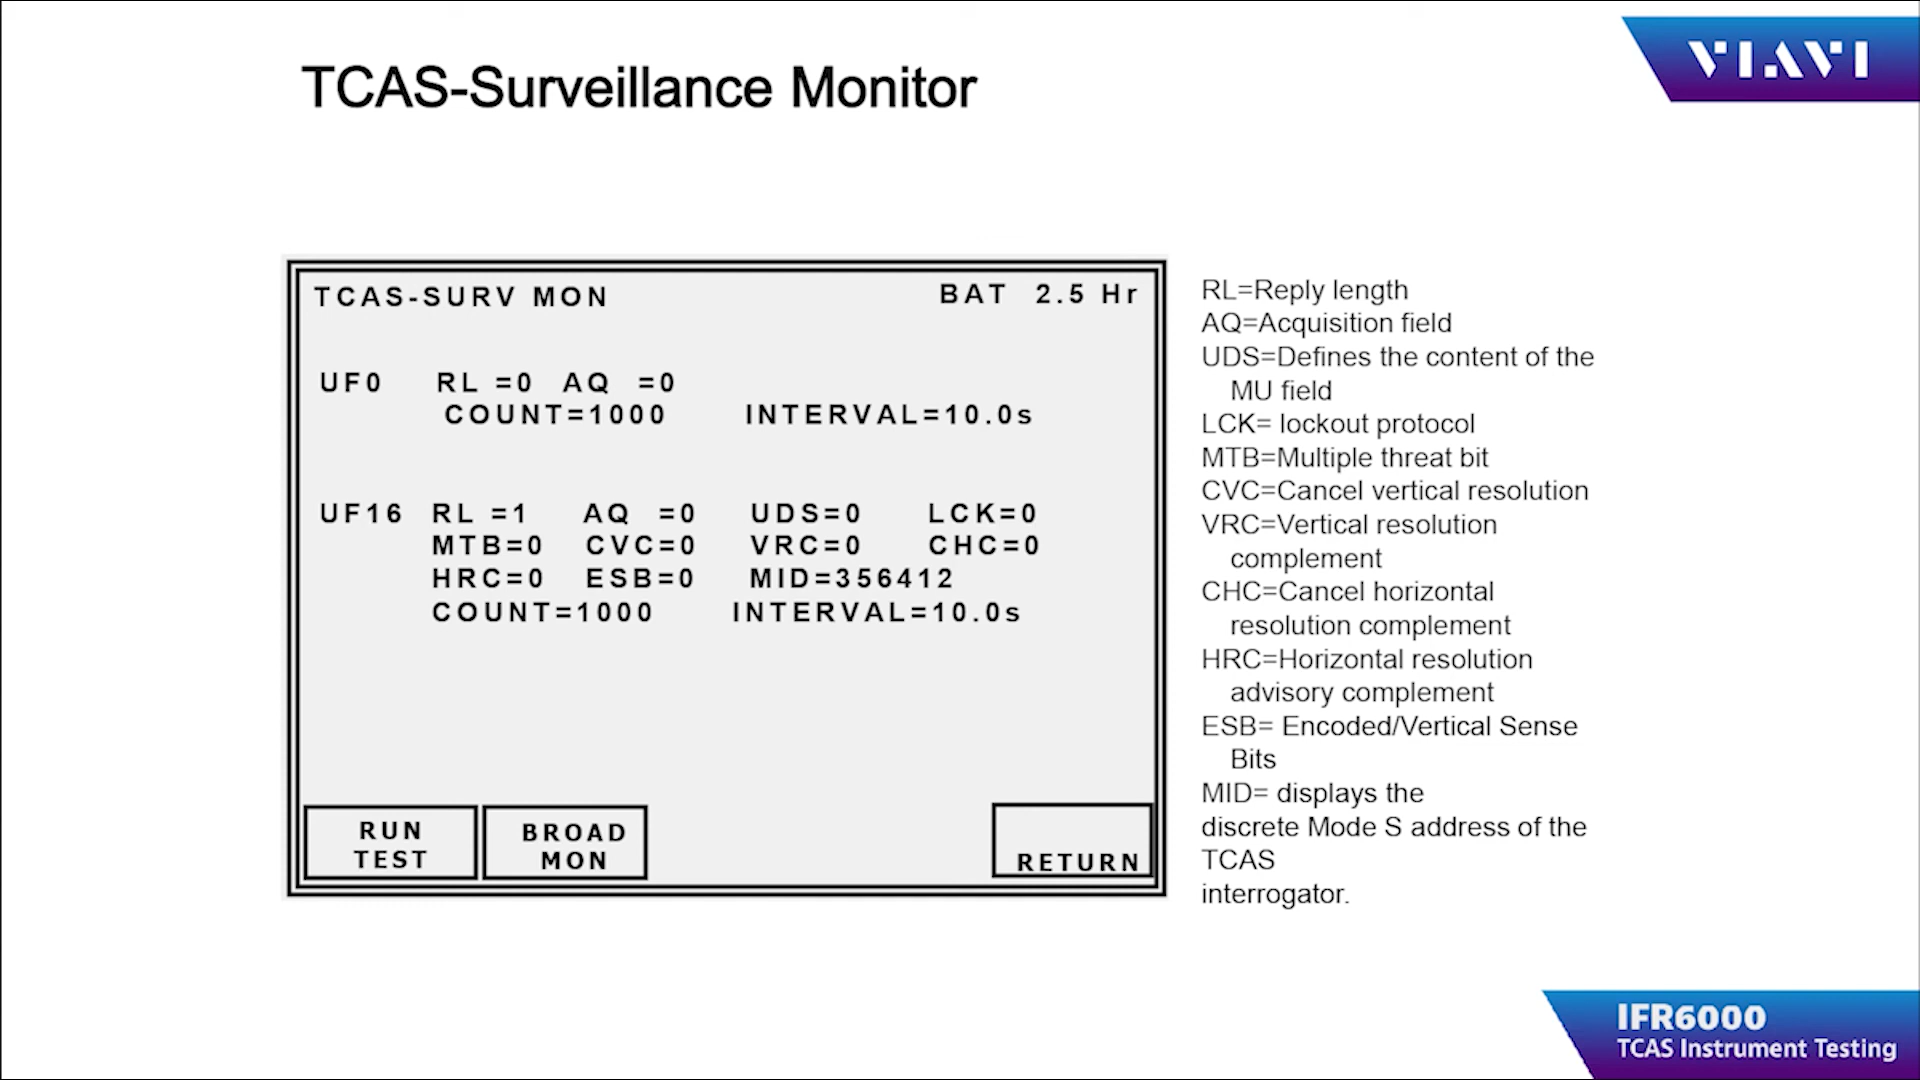 TCAS-Surveillance Monitor
VIAVI
TCAS-SURV MON BAT 2.5 Hr
UF0 RL =0 AQ =0
COUNT=1000 INTERVAL=10.0s
UF16 RL =1 AQ =0 UDS=0 LCK=0
MTB=0 CVC=0 VRC=0 CHC=0
HRC=0 ESB=0 MID=356412
COUNT=1000 INTERVAL=10.0s
RUN
TEST
BROAD
MON
RETURN
RL=Reply length
AQ=Acquisition field
UDS=Defines the content of the
MU field
LCK= lockout protocol
MTB=Multiple threat bit
CVC=Cancel vertical resolution
VRC=Vertical resolution
complement
CHC=Cancel horizontal
resolution complement
HRC=Horizontal resolution
advisory complement
ESB= Encoded/Vertical Sense
Bits
MID= displays the
discrete Mode S address of the
TCAS
interrogator.
IFR6000
TCAS Instrument Testing